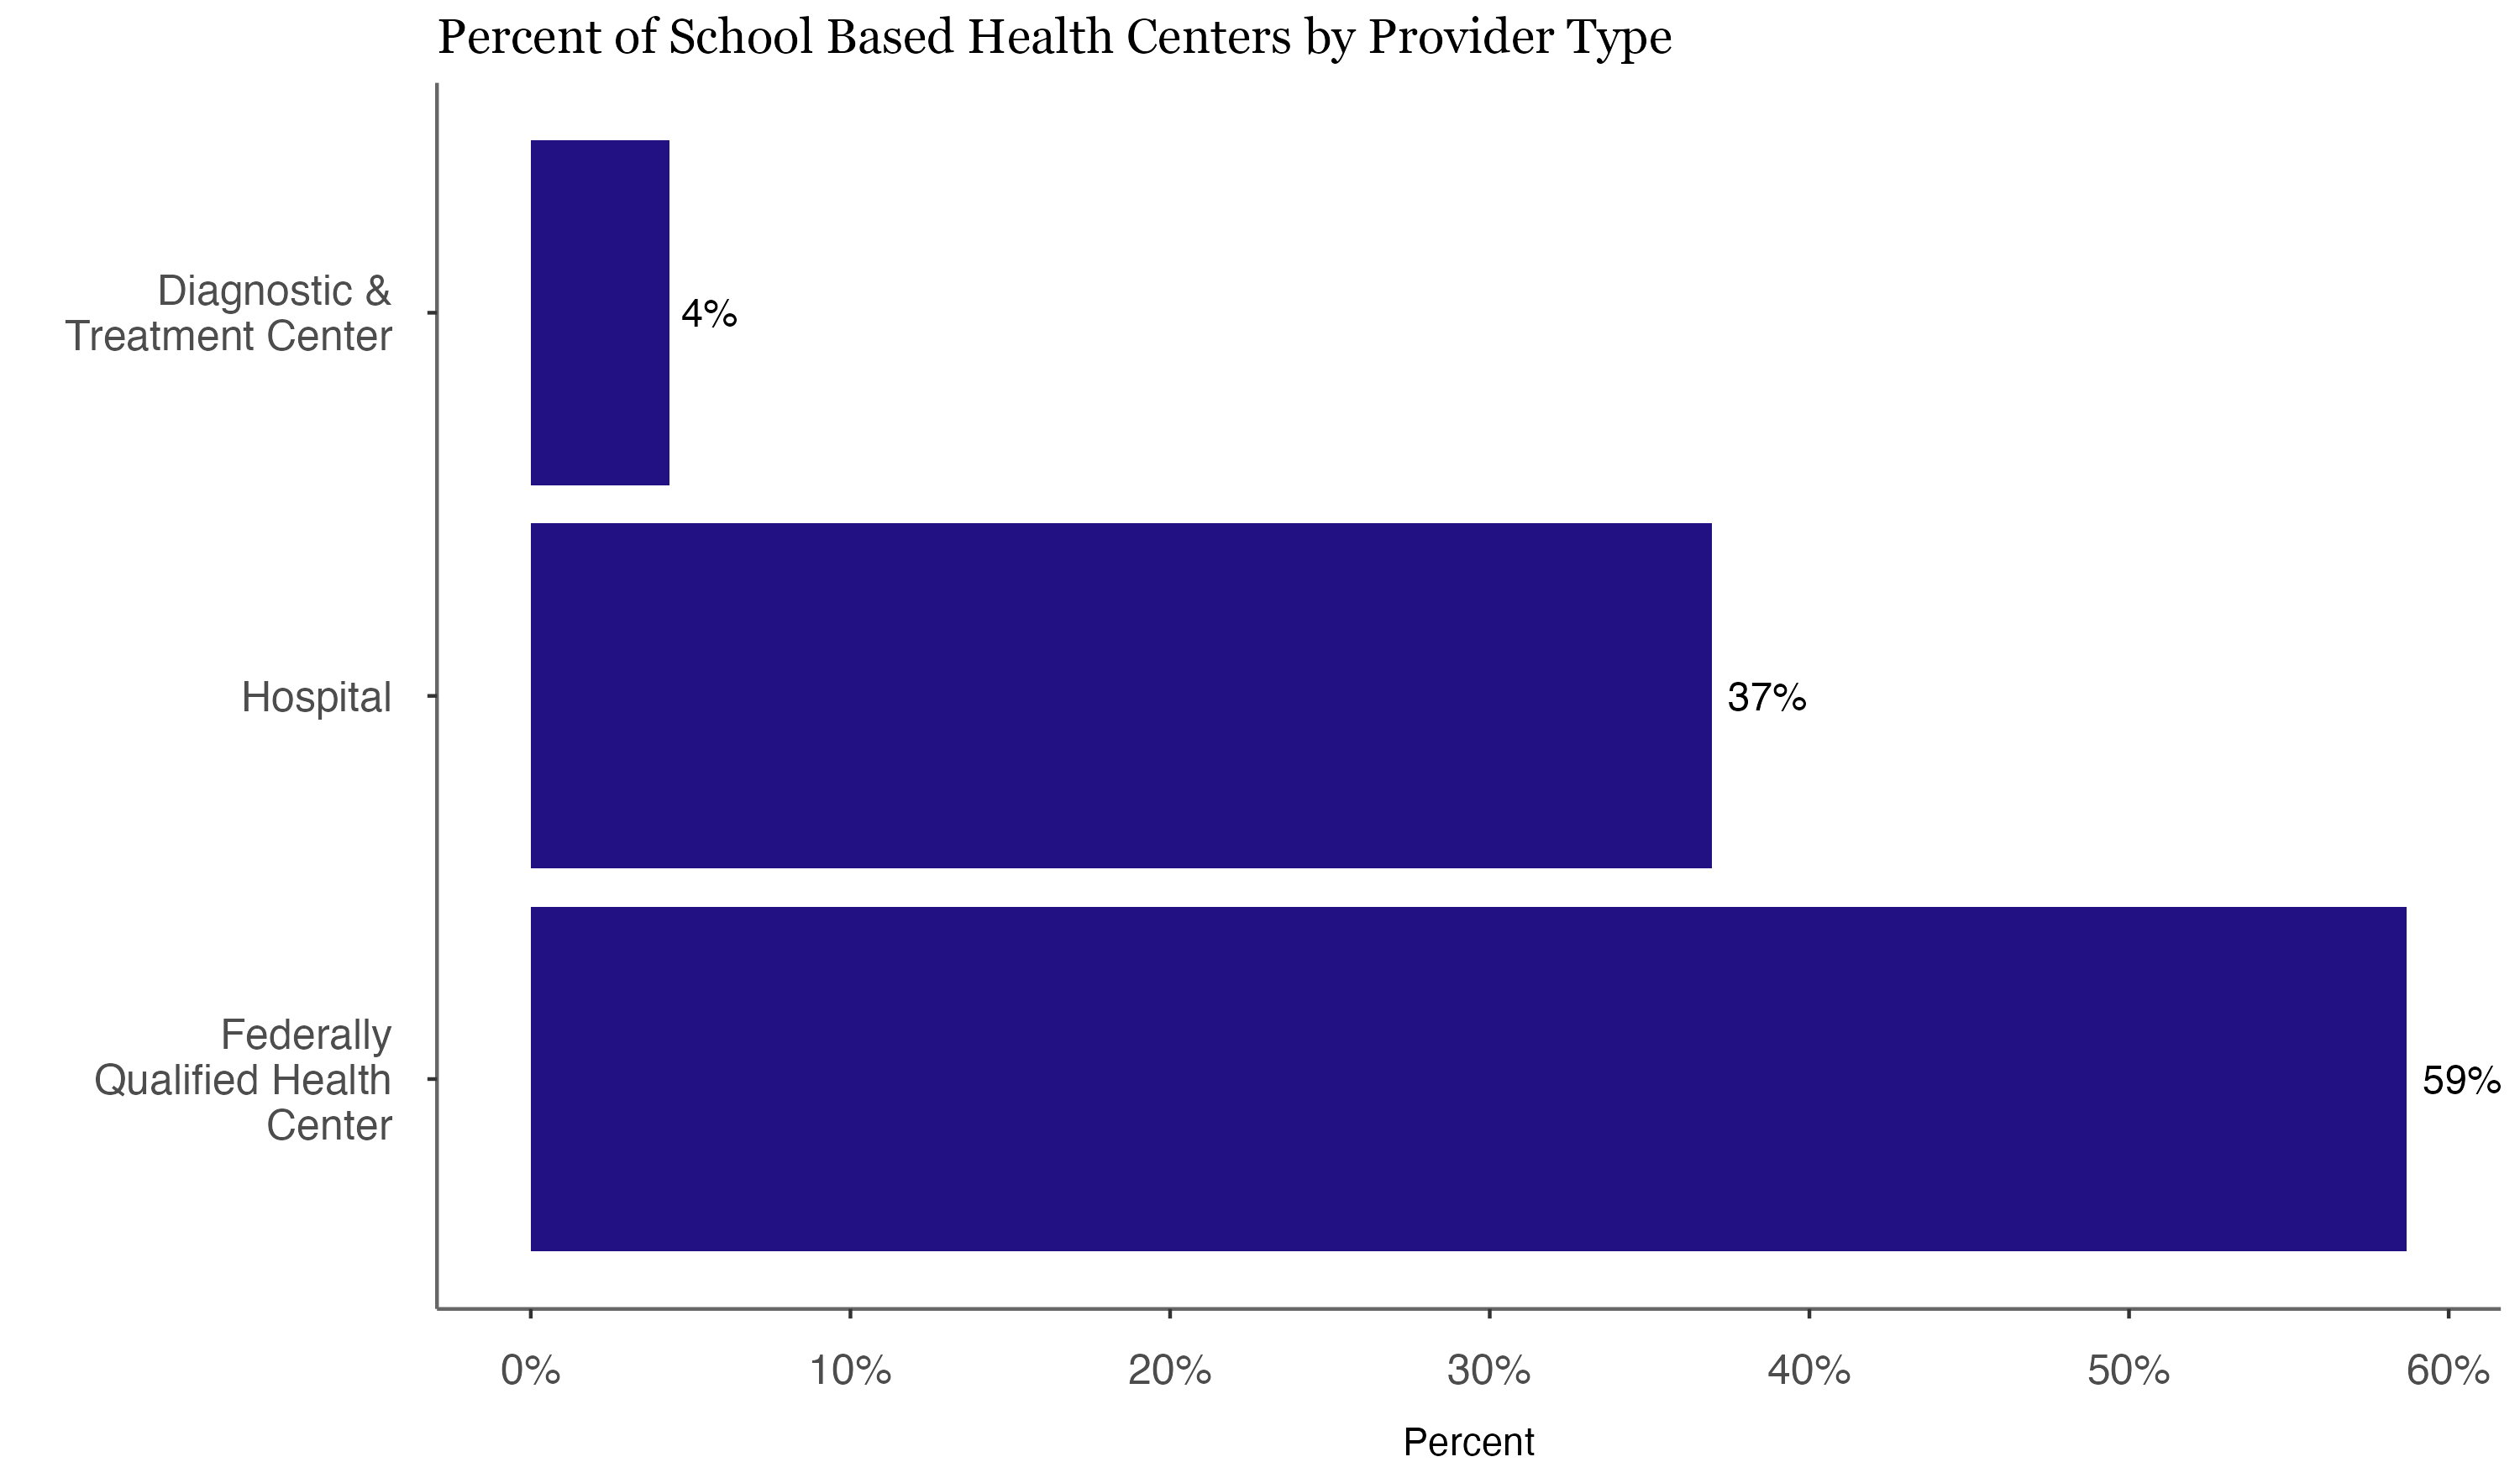 Percent of School Based Health Centers by Provider Type
Diagnostic &
Treatment Center
4%
Hospital
37%
Federally
Qualified Health
Center
59%
0%
10%
20%
30%
40%
50%
60%
Percent